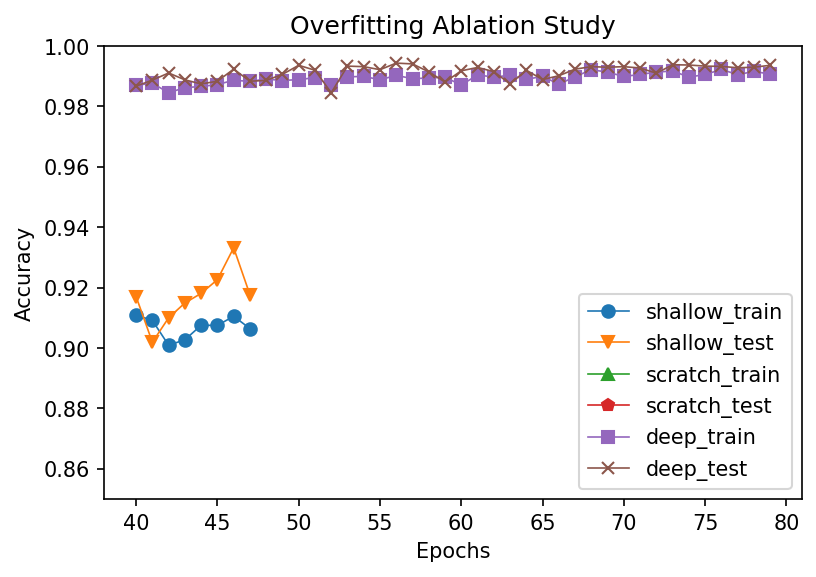 Overfitting Ablation Study
Accuracy
1.00
0.98
0.96
0.94
0.92
0.90
0.88
0.86
shallow_train
shallow_test
scratch_train
scratch_test
deep_train
deep_test
40 45 50 55 60 65 70 75 80
Epochs